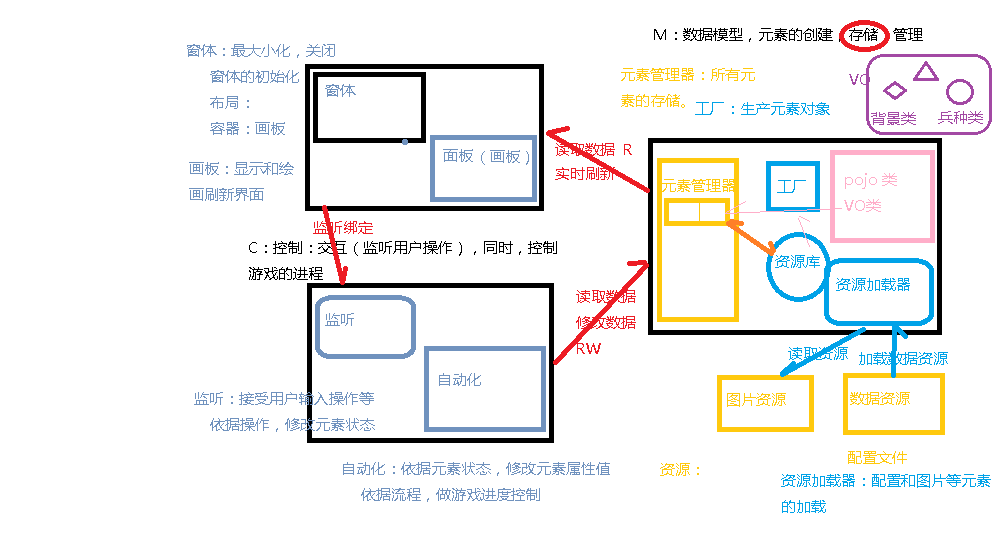 M：数据模型，元素的创建，存储，管理
窗体：最大小化，关闭
窗体的初始化
布局：
容器：画板
画板：显示和绘
画刷新界面
窗体
面板（画板）
元素管理器：所有元
素的存储。
工厂：生产元素对象
VO
背景类
兵种类
读取数据 R
实时刷新
元素管理器
工厂
pojo 类
VO类
资源库
资源加载器
监听绑定
C：控制：交互（监听用户操作），同时，控制
游戏的进程
监听
自动化
读取数据
修改数据
RW
监听：接受用户输入操作等
依据操作，修改元素状态
读取资源
加载数据资源
图片资源
数据资源
配置文件
自动化：依据元素状态，修改元素属性值
依据流程，做游戏进度控制
资源：
资源加载器：配置和图片等元素
的加载